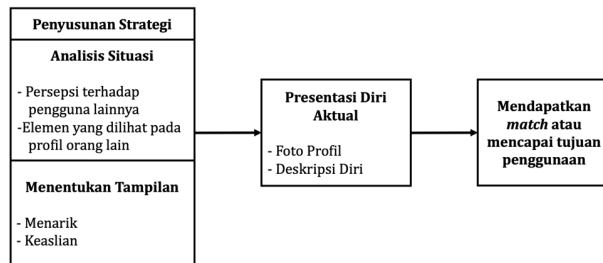 Penyusunan Strategi
Analisis Situasi
- Persepsi terhadap
pengguna lainnya
-Elemen yang dilihat pada
profil orang lain
Menentukan Tampilan
- Menarik
- Keaslian
Presentasi Diri
Aktual
- Foto Profil
- Deskripsi Diri
Mendapatkan
match atau
mencapai tujuan
penggunaan